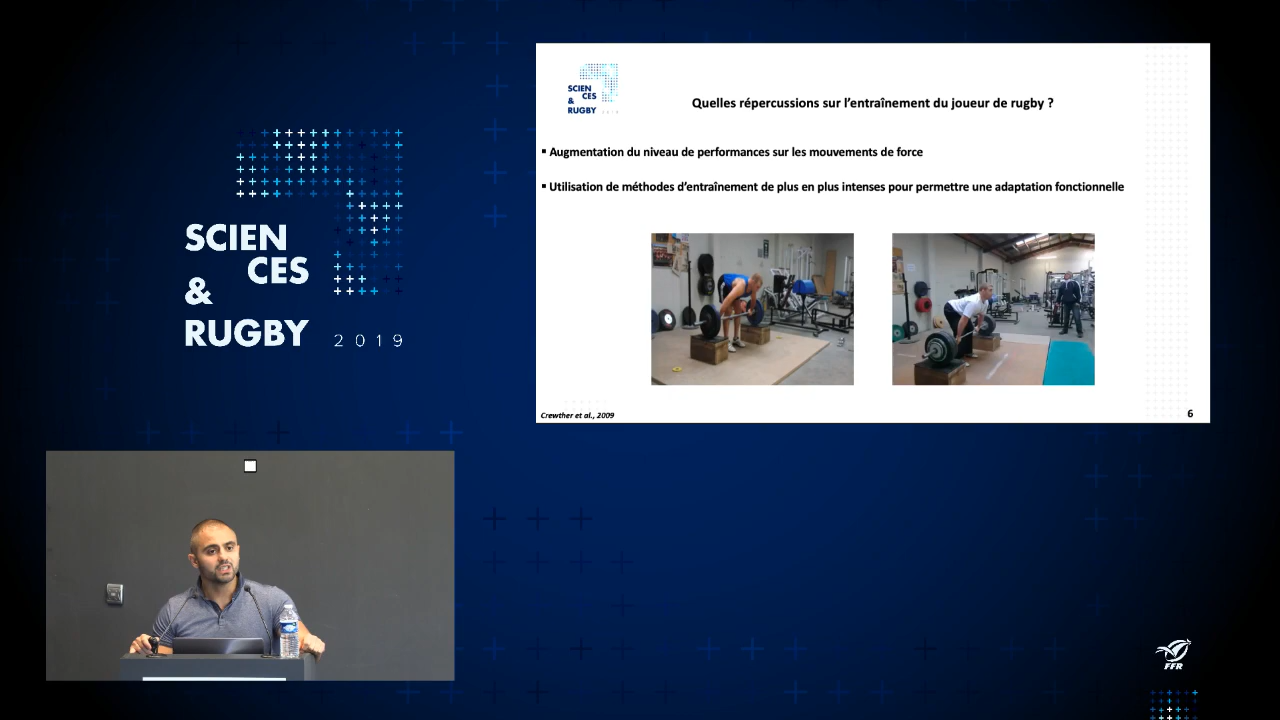 SCIEN
CES
&
RUGBY 2019
SCIEN
CES
&
RUGBY 2019
Quelles répercussions sur l’entraînement du joueur de rugby ?
▪ Augmentation du niveau de performances sur les mouvements de force
▪ Utilisation de méthodes d’entraînement de plus en plus intenses pour permettre une adaptation fonctionnelle
Crewther et al., 2009
6
FFR